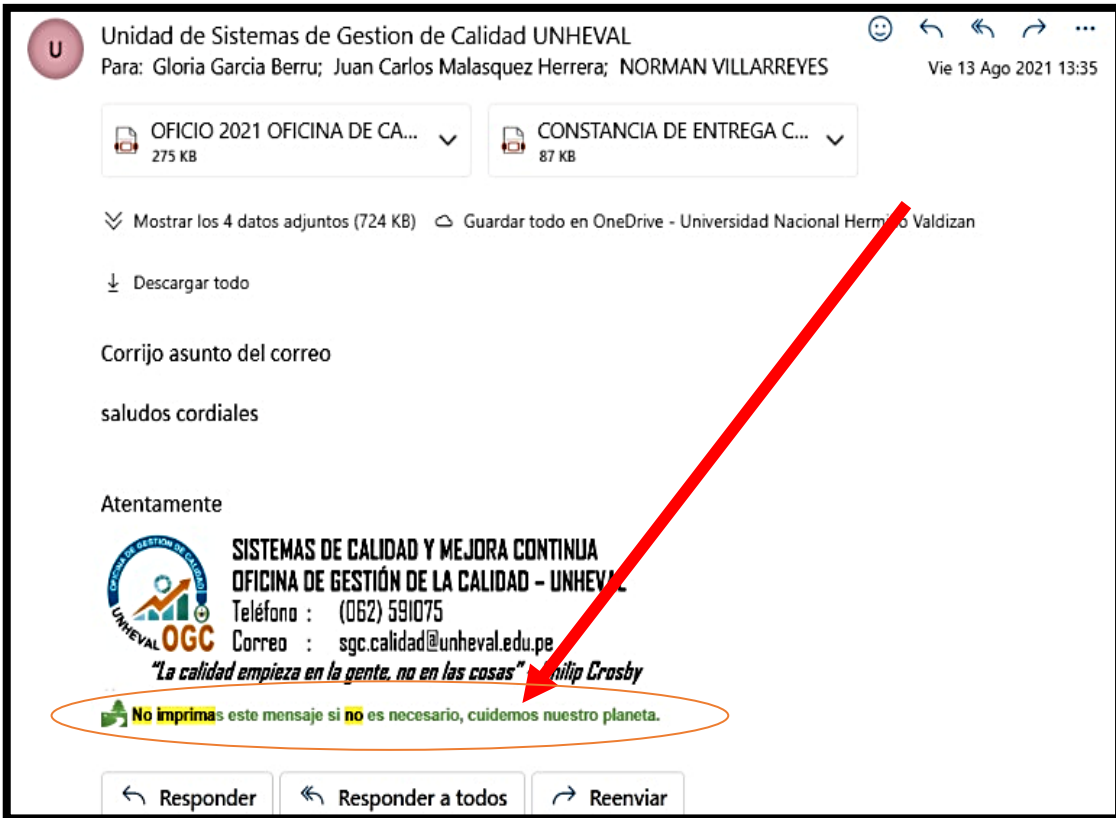 U
Unidad de Sistemas de Gestion de Calidad UNHEVAL
Para: Gloria Garcia Berru; Juan Carlos Malasquez Herrera; NORMAN VILLARREYES
Vie 13 Ago 2021 13:35
OFICIO 2021 OFICINA DE CA...
275 KB
CONSTANCIA DE ENTREGA C...
87 KB
Mostrar los 4 datos adjuntos (724 KB) Guardar todo en OneDrive - Universidad Nacional Valdizan
Descargar todo
Corrijo asunto del correo
saludos cordiales
Atentamente
OFICINA DE GESTION DE CALIDAD
UNHEVAL OGC
SISTEMAS DE CALIDAD Y MEJORA CONTINUA
OFICINA DE GESTIÓN DE LA CALIDAD – UNHEVAL
Teléfono : (062) 591075
Correo : sgc.calidad@unheval.edu.pe
"La calidad empieza en la gente, no en las cosas" Crosby
No imprimas este mensaje si no es necesario, cuidemos nuestro planeta.
Responder
Responder a todos
Reenviar